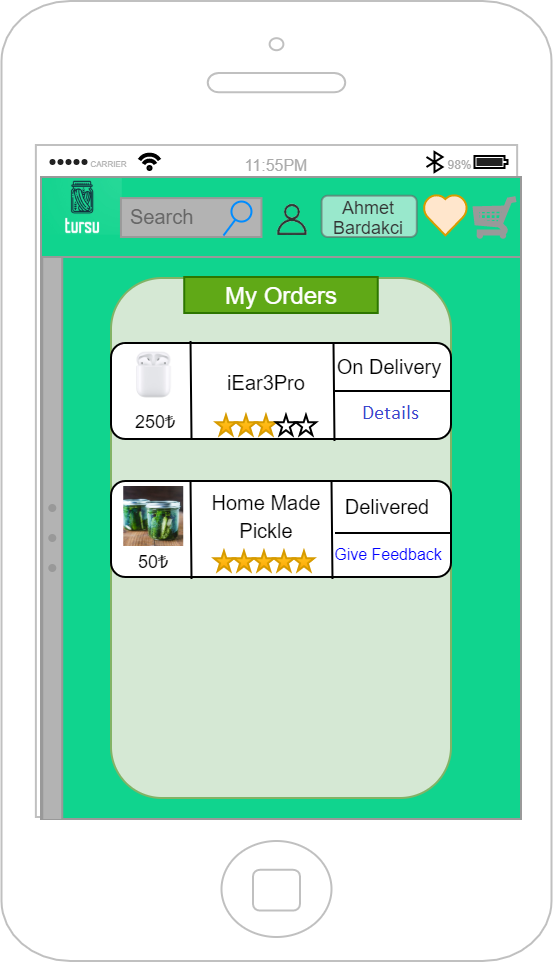 CARRIER
11:55PM
98%
tursu
Search
Ahmet
Bardakci
My Orders
iEar3Pro
On Delivery
250₺
Details
Home Made
Pickle
Delivered
50₺
Give Feedback